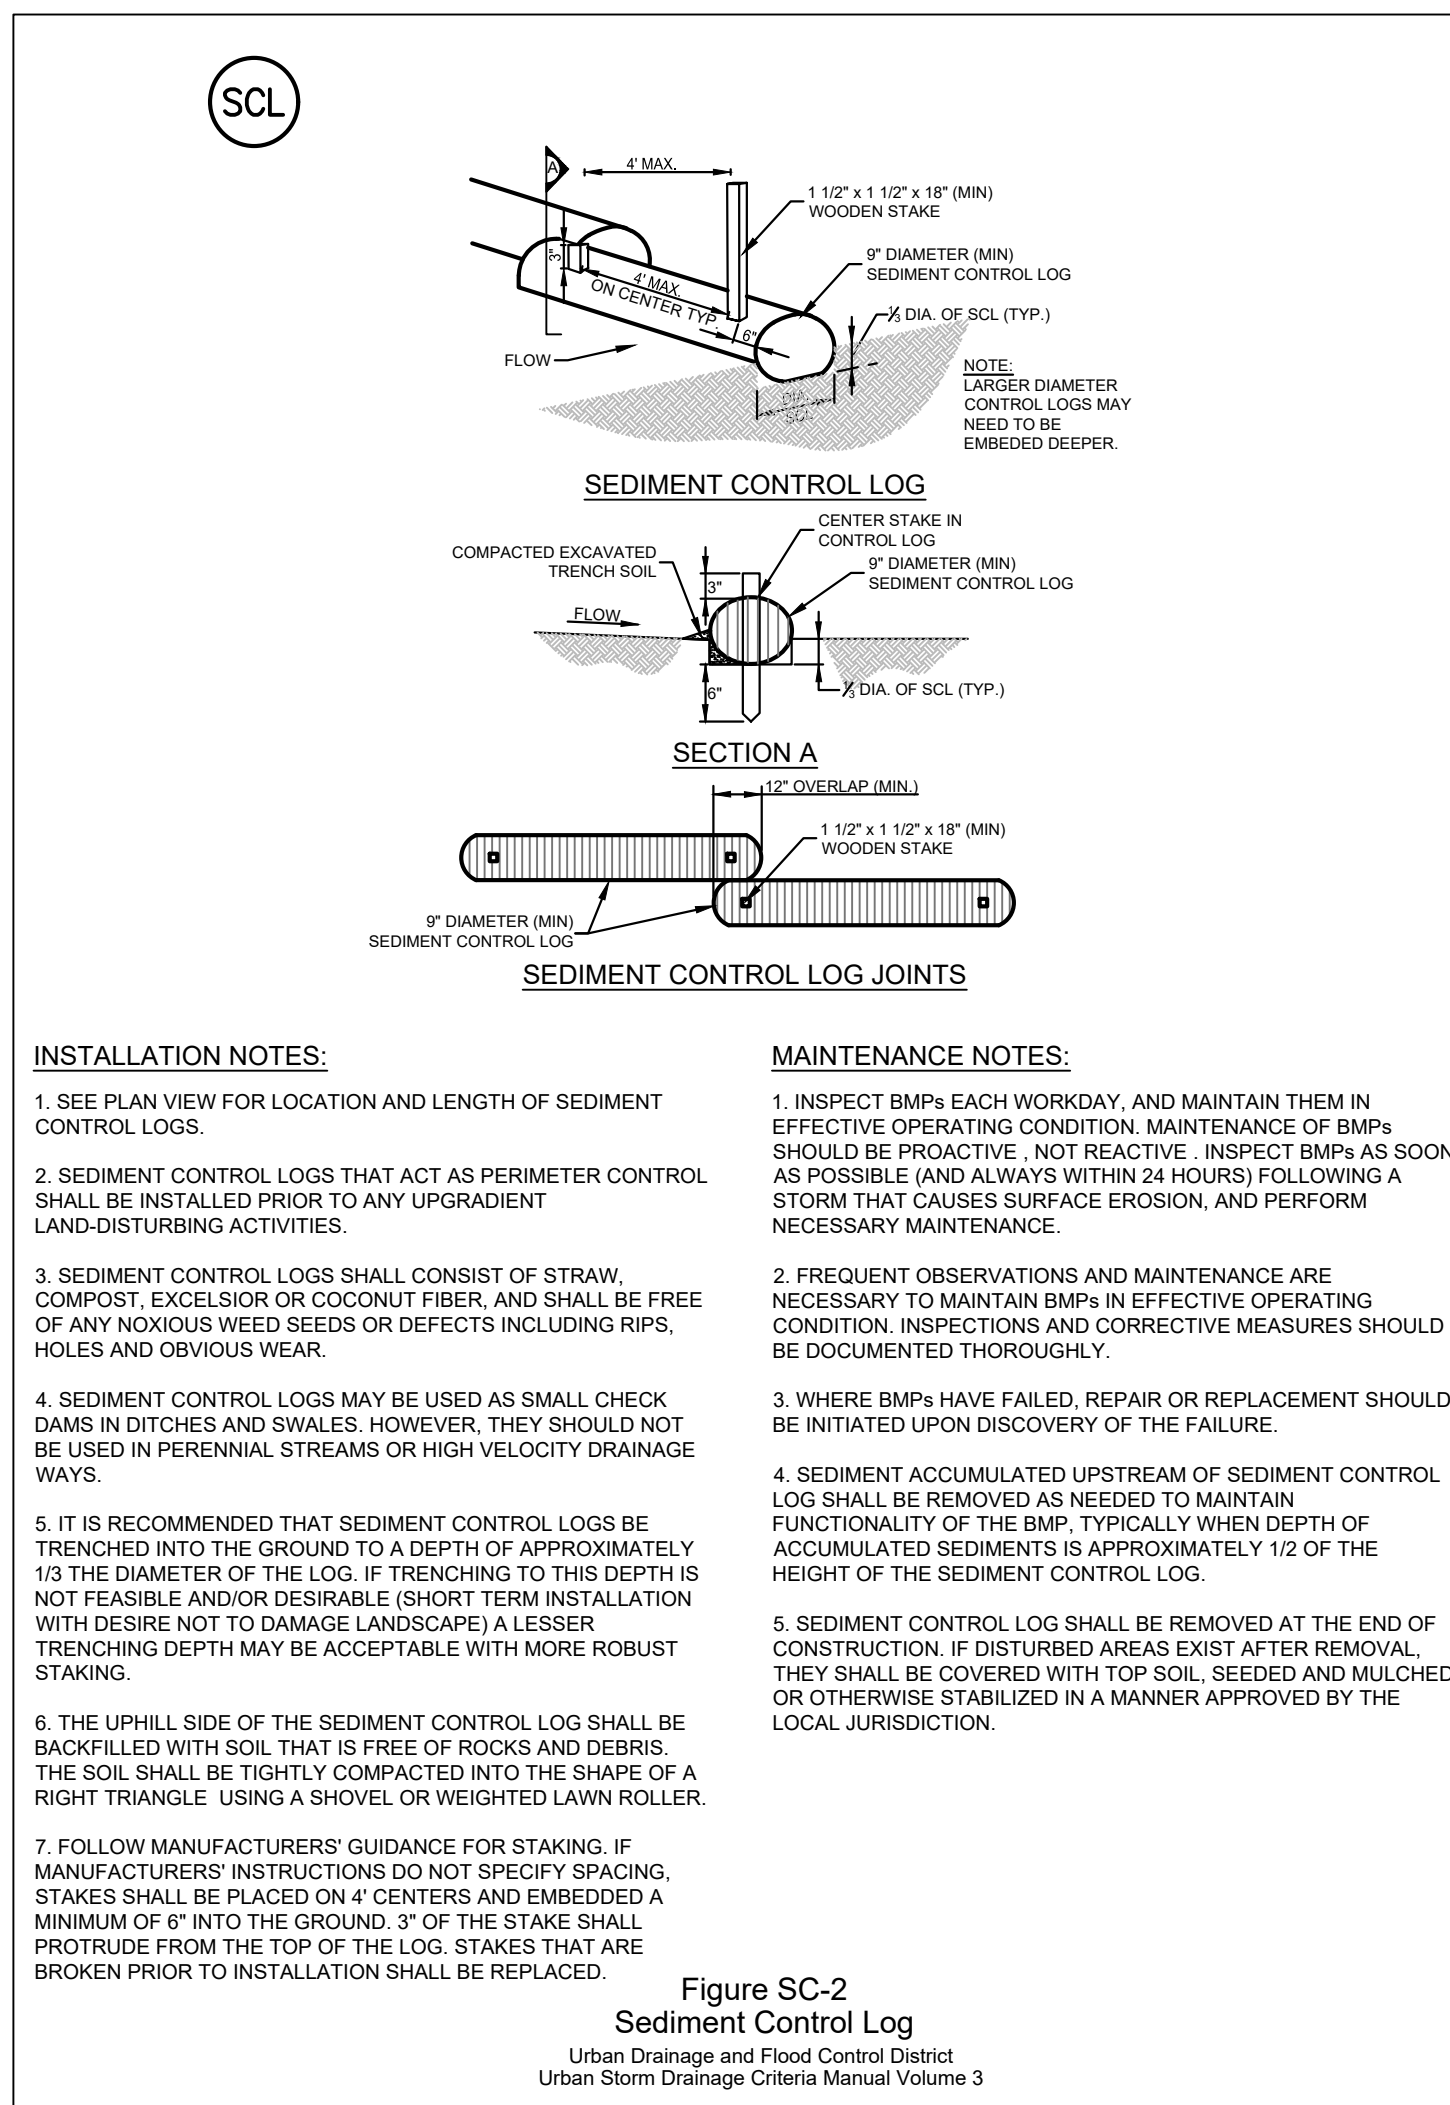 SCL
A
4' MAX.
1 1/2" x 1 1/2" x 18" (MIN)
WOODEN STAKE
9" DIAMETER (MIN)
SEDIMENT CONTROL LOG
3"
4' MAX.
ON CENTER TYP.
6"
1/3 DIA. OF SCL (TYP.)
FLOW
DIA.
SCL
NOTE:
LARGER DIAMETER
CONTROL LOGS MAY
NEED TO BE
EMBEDED DEEPER.
SEDIMENT CONTROL LOG
CENTER STAKE IN
CONTROL LOG
COMPACTED EXCAVATED
TRENCH SOIL
9" DIAMETER (MIN)
SEDIMENT CONTROL LOG
3"
FLOW
6"
1/3 DIA. OF SCL (TYP.)
SECTION A
12" OVERLAP (MIN.)
1 1/2" x 1 1/2" x 18" (MIN)
WOODEN STAKE
9" DIAMETER (MIN)
SEDIMENT CONTROL LOG
SEDIMENT CONTROL LOG JOINTS
INSTALLATION NOTES:
1. SEE PLAN VIEW FOR LOCATION AND LENGTH OF SEDIMENT
CONTROL LOGS.
2. SEDIMENT CONTROL LOGS THAT ACT AS PERIMETER CONTROL
SHALL BE INSTALLED PRIOR TO ANY UPGRADIENT
LAND-DISTURBING ACTIVITIES.
3. SEDIMENT CONTROL LOGS SHALL CONSIST OF STRAW,
COMPOST, EXCELSIOR OR COCONUT FIBER, AND SHALL BE FREE
OF ANY NOXIOUS WEED SEEDS OR DEFECTS INCLUDING RIPS,
HOLES AND OBVIOUS WEAR.
4. SEDIMENT CONTROL LOGS MAY BE USED AS SMALL CHECK
DAMS IN DITCHES AND SWALES. HOWEVER, THEY SHOULD NOT
BE USED IN PERENNIAL STREAMS OR HIGH VELOCITY DRAINAGE
WAYS.
5. IT IS RECOMMENDED THAT SEDIMENT CONTROL LOGS BE
TRENCHED INTO THE GROUND TO A DEPTH OF APPROXIMATELY
1/3 THE DIAMETER OF THE LOG. IF TRENCHING TO THIS DEPTH IS
NOT FEASIBLE AND/OR DESIRABLE (SHORT TERM INSTALLATION
WITH DESIRE NOT TO DAMAGE LANDSCAPE) A LESSER
TRENCHING DEPTH MAY BE ACCEPTABLE WITH MORE ROBUST
STAKING.
6. THE UPHILL SIDE OF THE SEDIMENT CONTROL LOG SHALL BE
BACKFILLED WITH SOIL THAT IS FREE OF ROCKS AND DEBRIS.
THE SOIL SHALL BE TIGHTLY COMPACTED INTO THE SHAPE OF A
RIGHT TRIANGLE USING A SHOVEL OR WEIGHTED LAWN ROLLER.
7. FOLLOW MANUFACTURERS' GUIDANCE FOR STAKING. IF
MANUFACTURERS' INSTRUCTIONS DO NOT SPECIFY SPACING,
STAKES SHALL BE PLACED ON 4' CENTERS AND EMBEDDED A
MINIMUM OF 6" INTO THE GROUND. 3" OF THE STAKE SHALL
PROTRUDE FROM THE TOP OF THE LOG. STAKES THAT ARE
BROKEN PRIOR TO INSTALLATION SHALL BE REPLACED.
MAINTENANCE NOTES:
1. INSPECT BMPs EACH WORKDAY, AND MAINTAIN THEM IN
EFFECTIVE OPERATING CONDITION. MAINTENANCE OF BMPs
SHOULD BE PROACTIVE , NOT REACTIVE . INSPECT BMPs AS SOON
AS POSSIBLE (AND ALWAYS WITHIN 24 HOURS) FOLLOWING A
STORM THAT CAUSES SURFACE EROSION, AND PERFORM
NECESSARY MAINTENANCE.
2. FREQUENT OBSERVATIONS AND MAINTENANCE ARE
NECESSARY TO MAINTAIN BMPs IN EFFECTIVE OPERATING
CONDITION. INSPECTIONS AND CORRECTIVE MEASURES SHOULD
BE DOCUMENTED THOROUGHLY.
3. WHERE BMPs HAVE FAILED, REPAIR OR REPLACEMENT SHOULD
BE INITIATED UPON DISCOVERY OF THE FAILURE.
4. SEDIMENT ACCUMULATED UPSTREAM OF SEDIMENT CONTROL
LOG SHALL BE REMOVED AS NEEDED TO MAINTAIN
FUNCTIONALITY OF THE BMP, TYPICALLY WHEN DEPTH OF
ACCUMULATED SEDIMENTS IS APPROXIMATELY 1/2 OF THE
HEIGHT OF THE SEDIMENT CONTROL LOG.
5. SEDIMENT CONTROL LOG SHALL BE REMOVED AT THE END OF
CONSTRUCTION. IF DISTURBED AREAS EXIST AFTER REMOVAL,
THEY SHALL BE COVERED WITH TOP SOIL, SEEDED AND MULCHED
OR OTHERWISE STABILIZED IN A MANNER APPROVED BY THE
LOCAL JURISDICTION.
Figure SC-2
Sediment Control Log
Urban Drainage and Flood Control District
Urban Storm Drainage Criteria Manual Volume 3